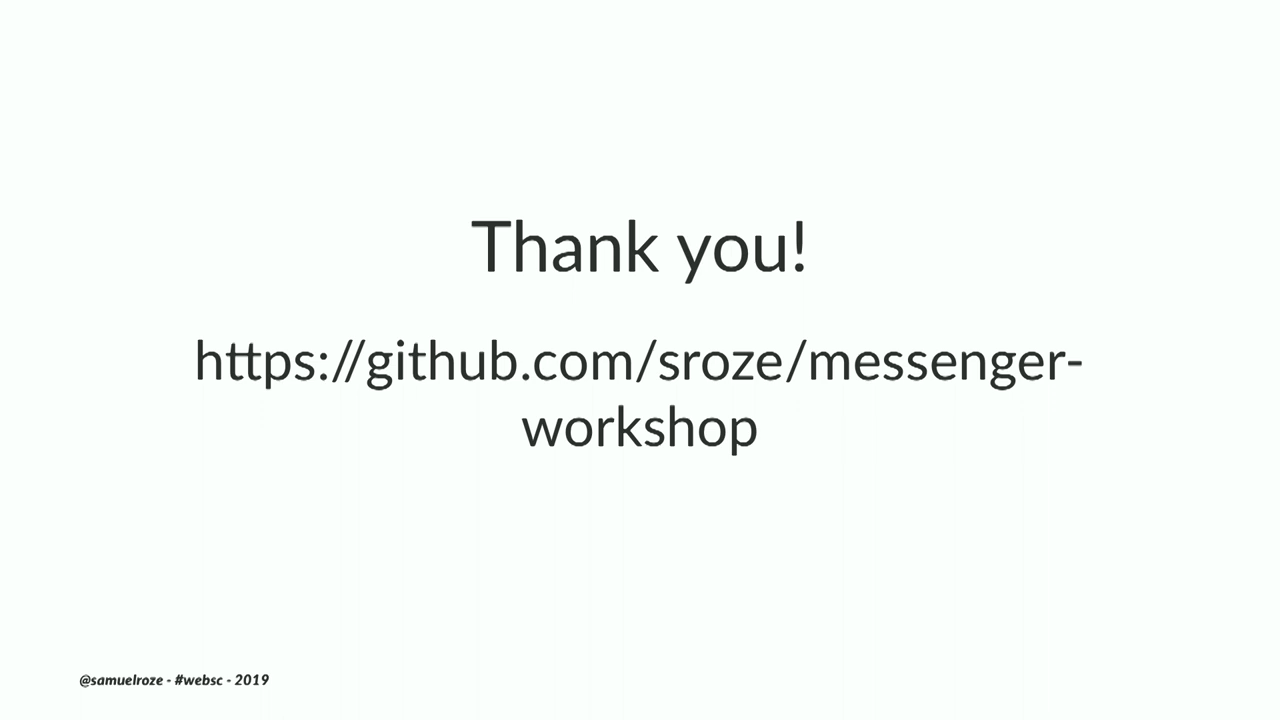 Thank you!
https://github.com/sroze/messenger-
workshop
@samuelroze - #websc - 2019